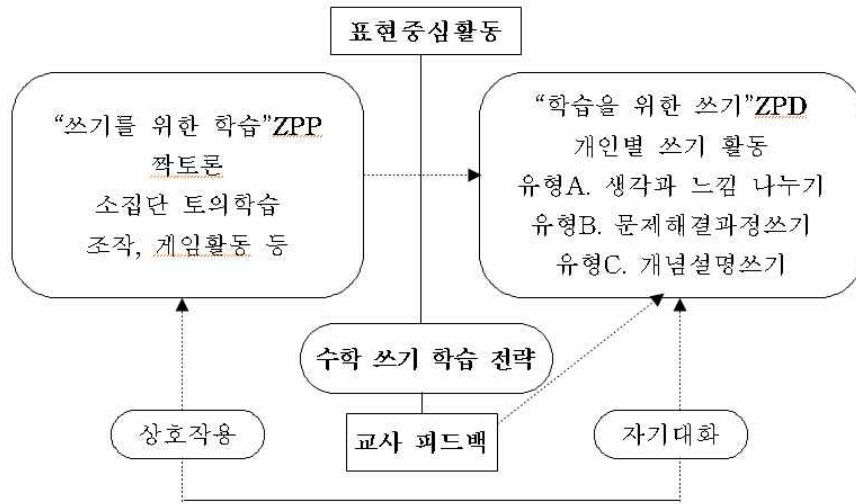 표현중심활동
“쓰기를 위한 학습”ZPP
짝토론
소집단 토의학습
조작, 게임활동 등
“학습을 위한 쓰기”ZPD
개인별 쓰기 활동
유형A. 생각과 느낌 나누기
유형B. 문제해결과정쓰기
유형C. 개념설명쓰기
수학 쓰기 학습 전략
상호작용
교사 피드백
자기대화